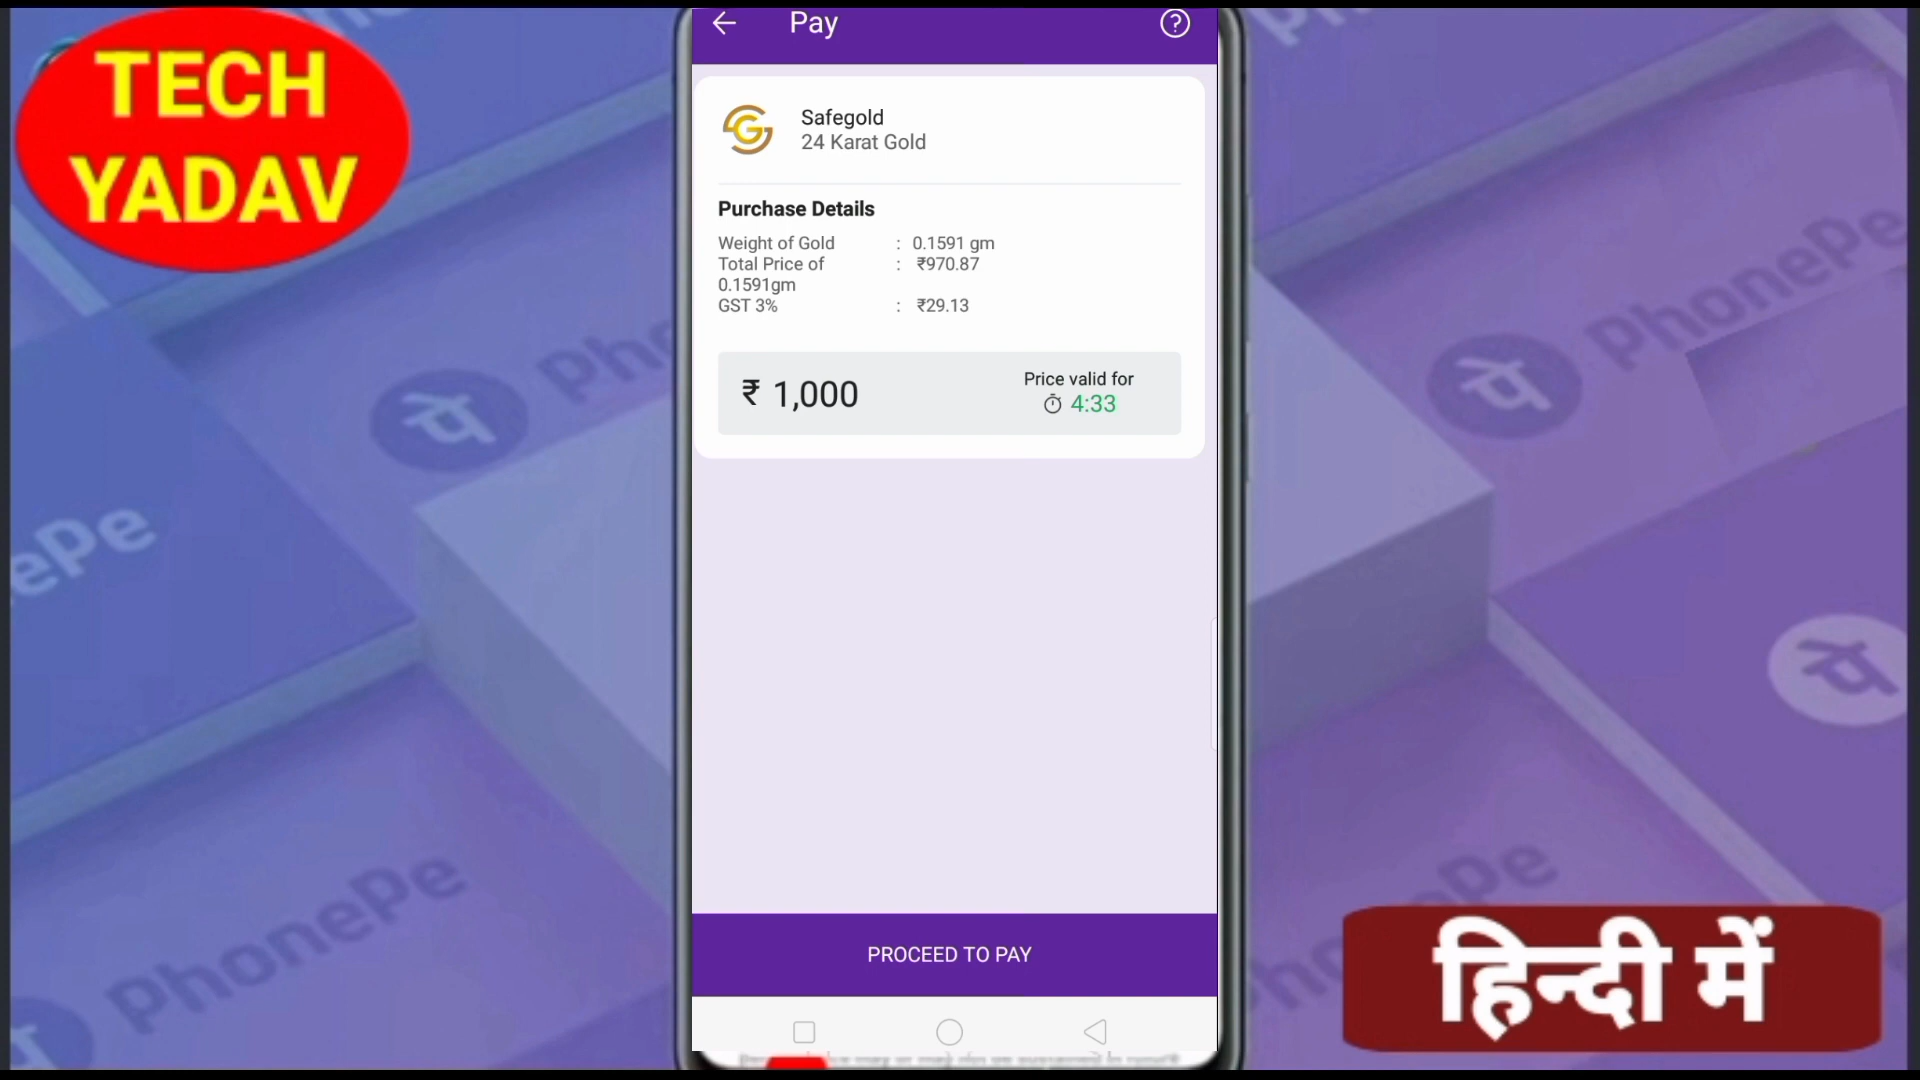 TECH
YADAV
Pay
Safegold
24 Karat Gold
Purchase Details
Weight of Gold : 0.1591 gm
Total Price of : ₹970.87
0.1591gm
GST 3% : ₹29.13
₹ 1,000
Price valid for
4:33
PROCEED TO PAY
हिन्दी में
PhonePe
पे
PhonePe
पे
ePe
पे
PhonePe